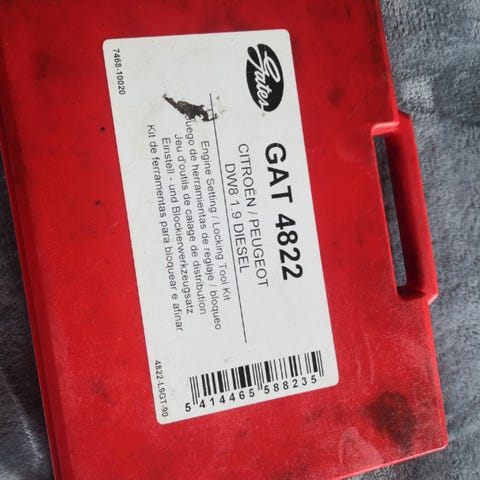 Gates
GAT 4822
CITROËN / PEUGEOT
DW8 1.9 DIESEL
Engine Setting / Locking Tool Kit
Juego de herramientas de reglaje / bloqueo
Jeu d'outils de calage de distribution
Einstell - und Blockierwerkzeugsatz
Kit de ferramentas para bloquear e afinar
7468-10020
4822-L9GT-90
5 414465 588235